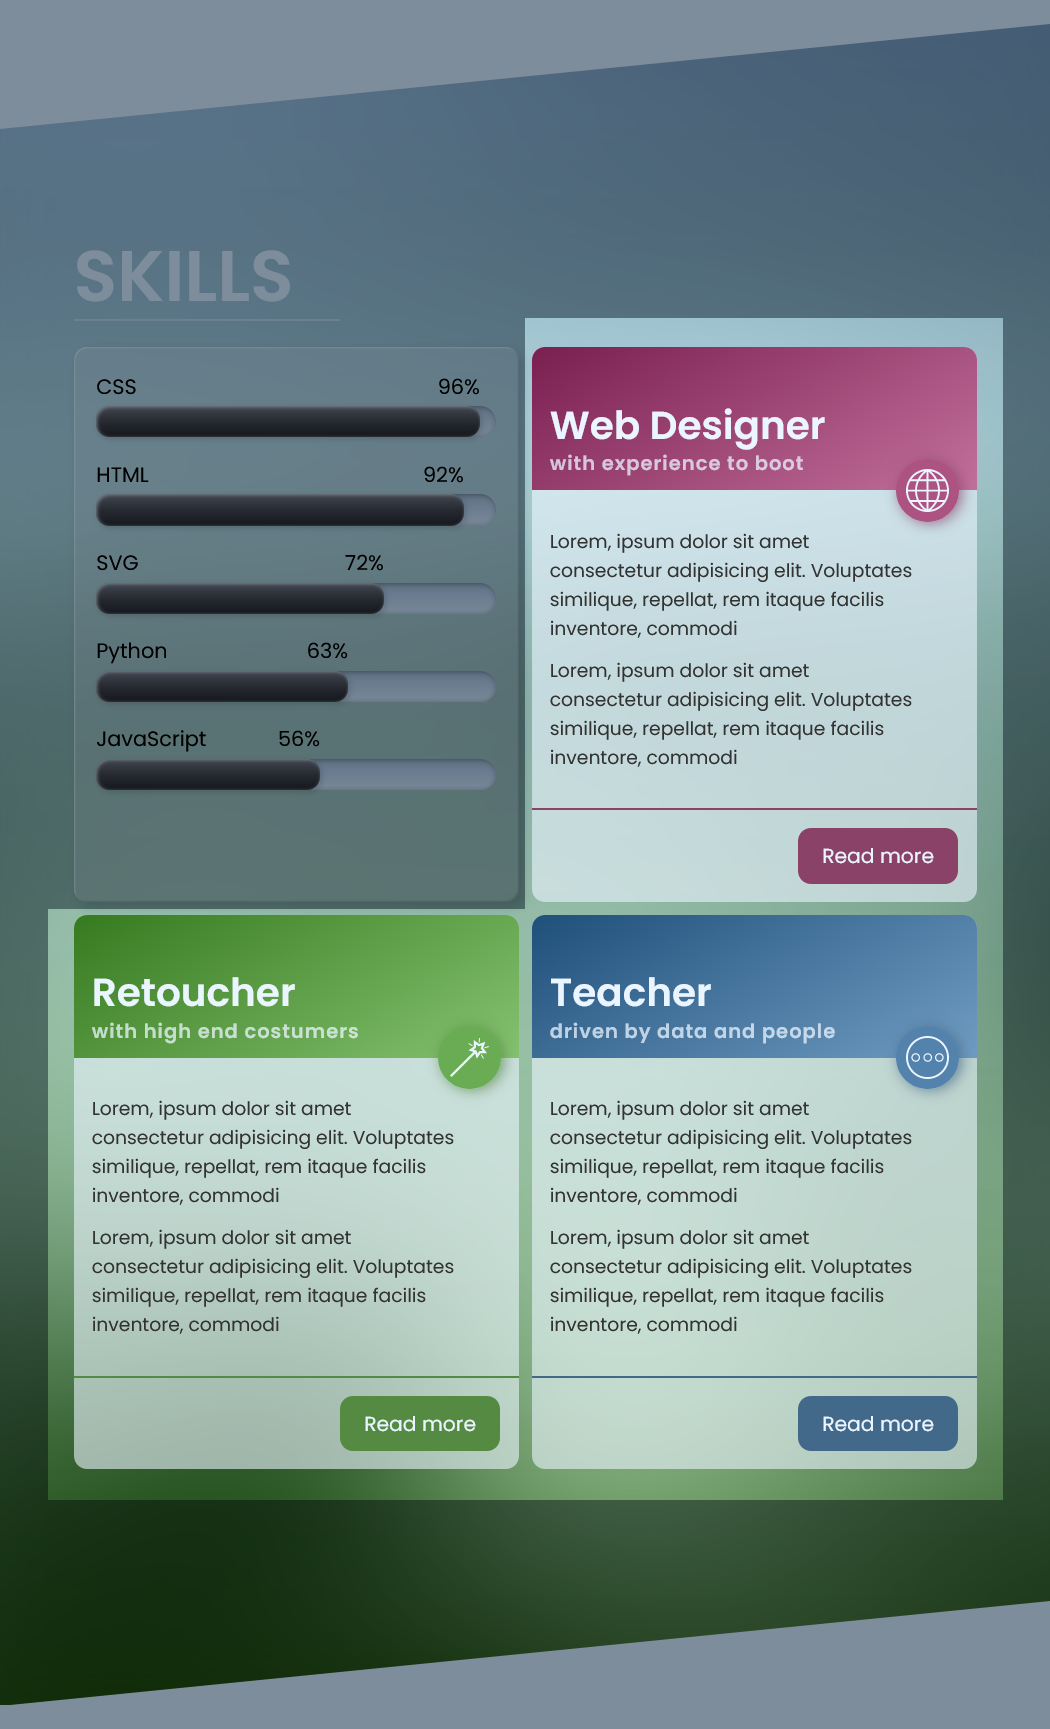 SKILLS
CSS 96%
HTML 92%
SVG 72%
Python 63%
JavaScript 56%
Web Designer
with experience to boot
Lorem, ipsum dolor sit amet
consectetur adipisicing elit. Voluptates
similique, repellat, rem itaque facilis
inventore, commodi
Lorem, ipsum dolor sit amet
consectetur adipisicing elit. Voluptates
similique, repellat, rem itaque facilis
inventore, commodi
Read more
Retoucher
with high end costumers
Lorem, ipsum dolor sit amet
consectetur adipisicing elit. Voluptates
similique, repellat, rem itaque facilis
inventore, commodi
Lorem, ipsum dolor sit amet
consectetur adipisicing elit. Voluptates
similique, repellat, rem itaque facilis
inventore, commodi
Read more
Teacher
driven by data and people
Lorem, ipsum dolor sit amet
consectetur adipisicing elit. Voluptates
similique, repellat, rem itaque facilis
inventore, commodi
Lorem, ipsum dolor sit amet
consectetur adipisicing elit. Voluptates
similique, repellat, rem itaque facilis
inventore, commodi
Read more